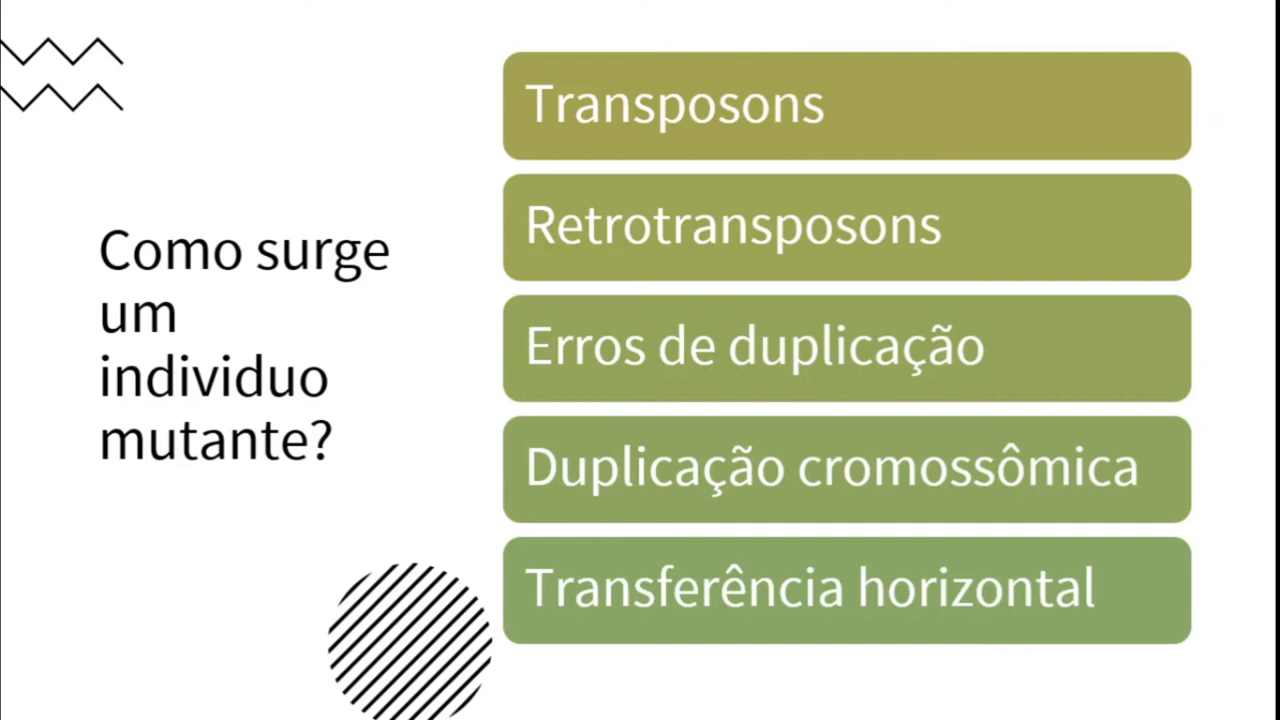 Como surge
um
individuo
mutante?
Transposons
Retrotransposons
Erros de duplicação
Duplicação cromossômica
Transferência horizontal